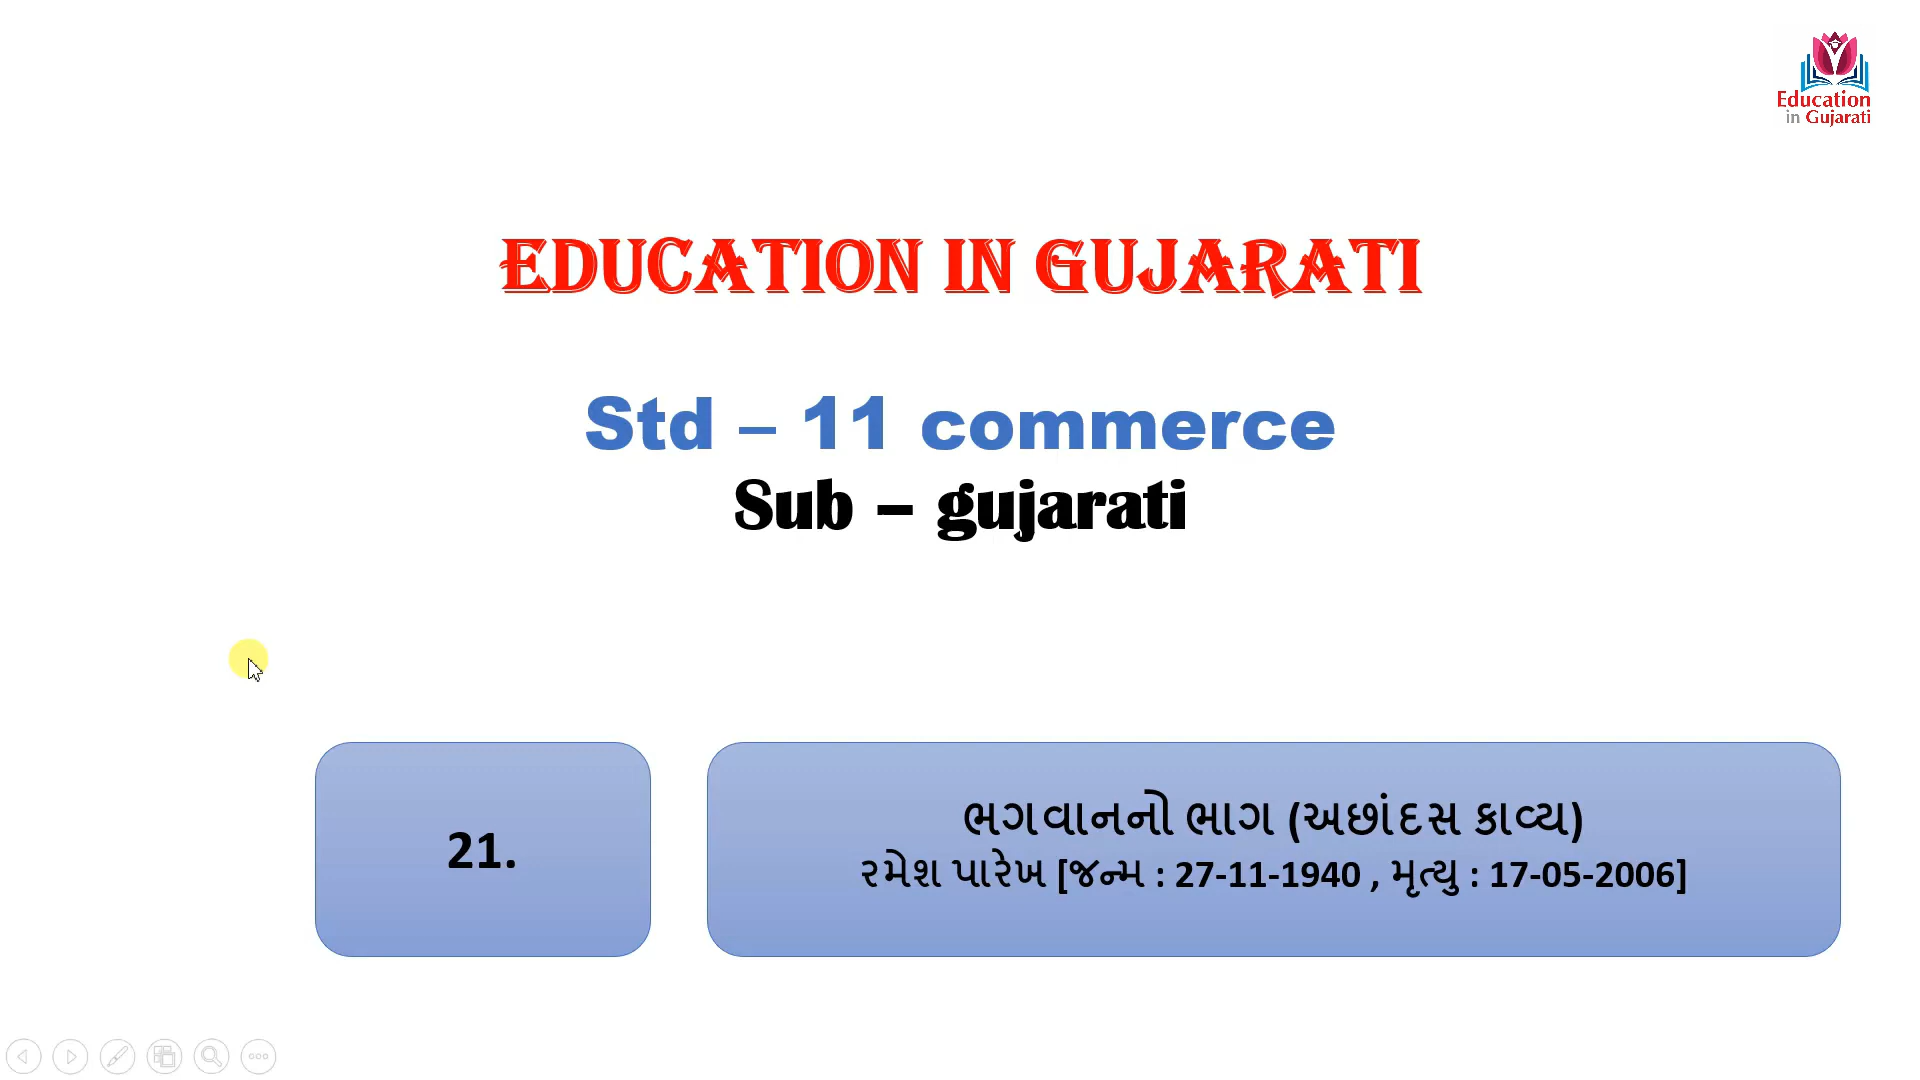 Education
in Gujarati
EDUCATION IN GUJARATI
Std – 11 commerce
Sub – gujarati
21.
ભગવાનનો ભાગ (અછાંદસ કાવ્ય)
રમેશ પારેખ [જન્મ : 27-11-1940 , મૃત્યુ : 17-05-2006]